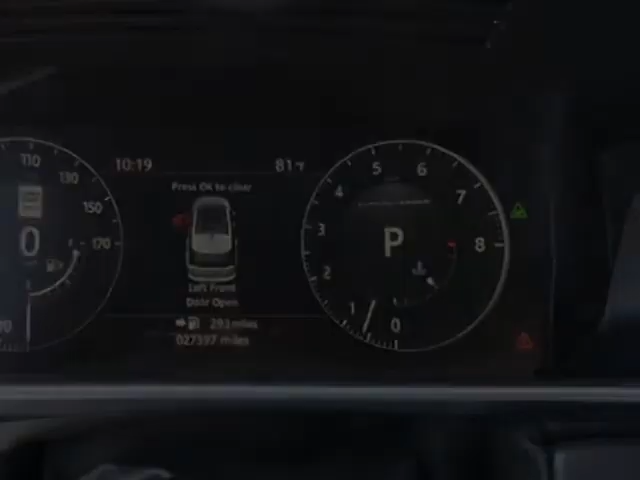 110
130
150
170
0
10:19
81°F
Press OK to clear
Left Front
Door Open
293 miles
027397 miles
0
1
2
3
4
5
6
7
8
P